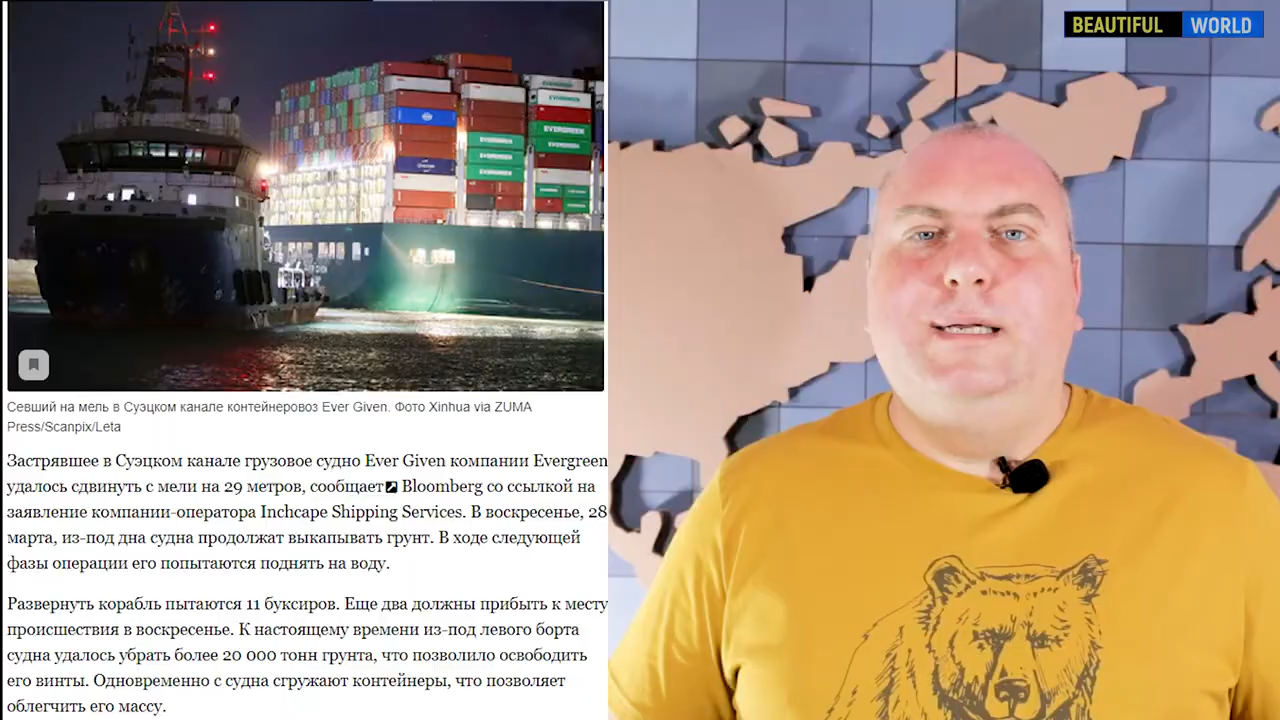 BEAUTIFUL WORLD
EVERGREEN
EVERGREEN
EVERGREEN
EVERGREEN
EVERGREEN
Севший на мель в Суэцком канале контейнеровоз Ever Given. Фото Xinhua via ZUMA
Press/Scanpix/Leta
Застрявшее в Суэцком канале грузовое судно Ever Given компании Evergreen
удалось сдвинуть с мели на 29 метров, сообщает Bloomberg со ссылкой на
заявление компании-оператора Inchcape Shipping Services. В воскресенье, 28
марта, из-под дна судна продолжат выкапывать грунт. В ходе следующей
фазы операции его попытаются поднять на воду.
Развернуть корабль пытаются 11 буксиров. Еще два должны прибыть к месту
происшествия в воскресенье. К настоящему времени из-под левого борта
судна удалось убрать более 20 000 тонн грунта, что позволило освободить
его винты. Одновременно с судна сгружают контейнеры, что позволяет
облегчить его массу.